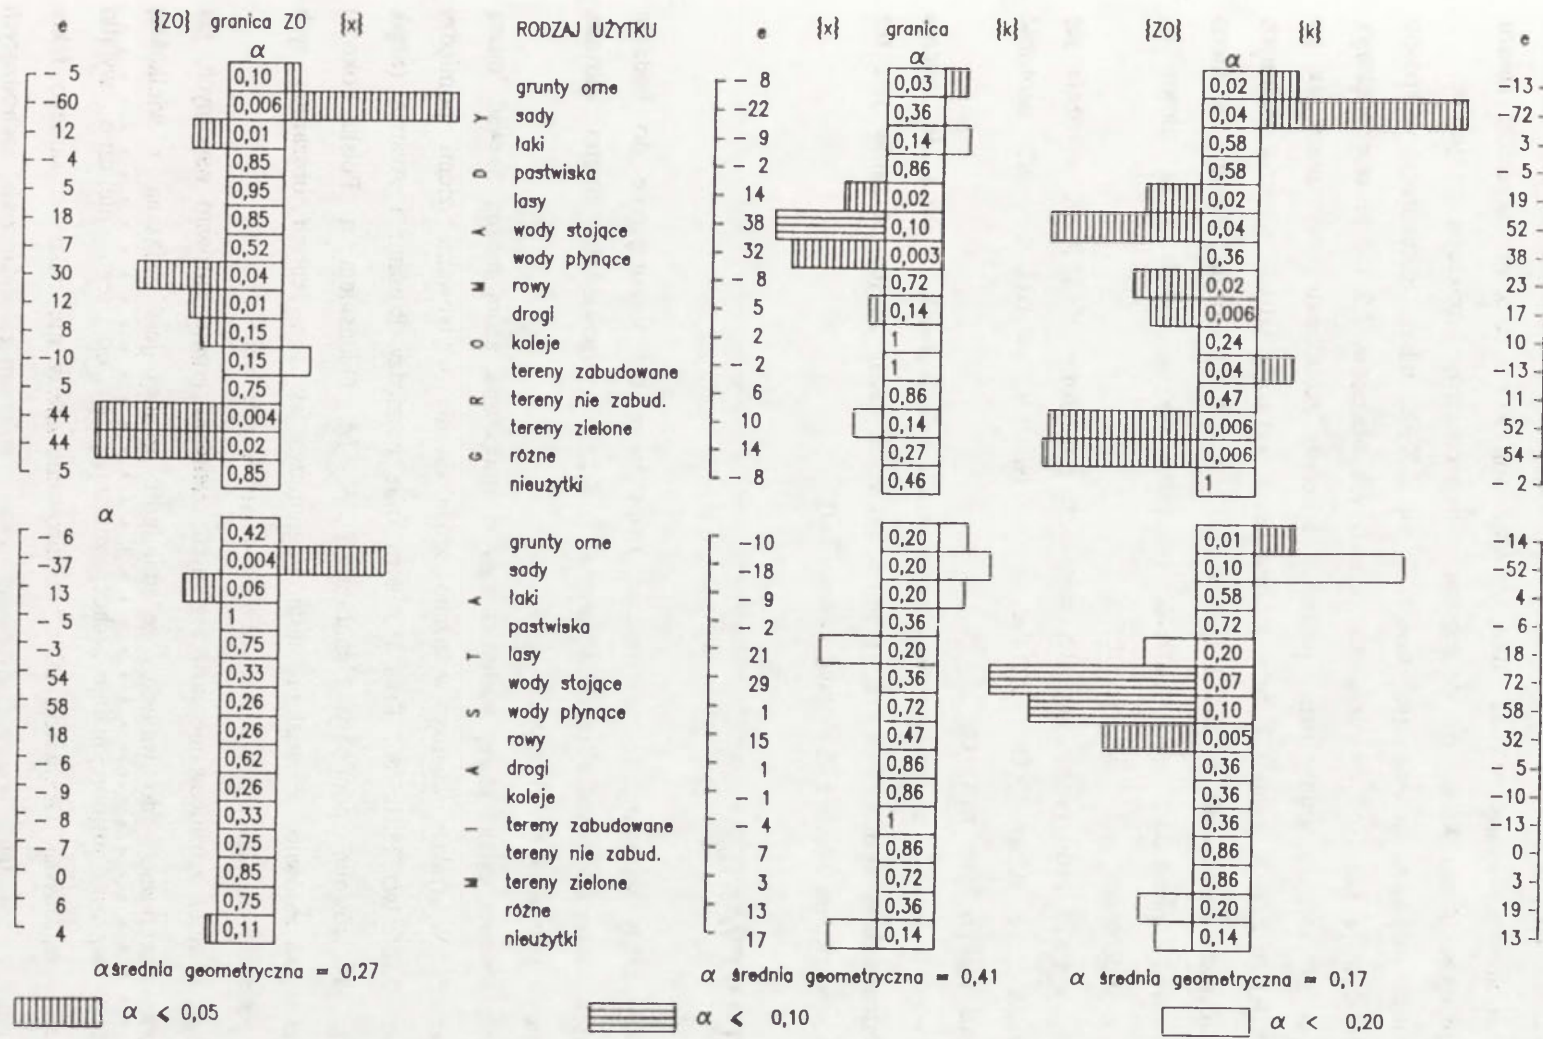 e {ZO} granica ZO {x} RODZAJ UŻYTKU e {x} granica {k} {ZO} {k} e
α α α
- 5 0,10 grunty orne - 8 0,03 0,02 -13
-60 0,006 sady -22 0,36 0,04 -72
12 0,01 łąki - 9 0,14 0,58 3
- 4 0,85 pastwiska - 2 0,86 0,58 - 5
5 0,95 lasy 14 0,02 0,02 19
18 0,85 wody stojące 38 0,10 0,04 52
7 0,52 wody płynące 32 0,003 0,36 38
30 0,04 rowy - 8 0,72 0,02 23
12 0,01 drogi 5 0,14 0,006 17
8 0,15 koleje 2 1 0,24 10
-10 0,15 tereny zabudowane - 2 1 0,04 -13
5 0,75 tereny nie zabud. 6 0,86 0,47 11
44 0,004 tereny zielone 10 0,14 0,006 52
44 0,02 różne 14 0,27 0,006 54
5 0,85 nieużytki - 8 0,46 1 - 2
GROMADY
α
- 6 0,42 grunty orne -10 0,20 0,01 -14
-37 0,004 sady -18 0,20 0,10 -52
13 0,06 łąki - 9 0,20 0,58 4
- 5 1 pastwiska - 2 0,36 0,72 - 6
-3 0,75 lasy 21 0,20 0,20 18
54 0,33 wody stojące 29 0,36 0,07 72
58 0,26 wody płynące 1 0,72 0,10 58
18 0,26 rowy 15 0,47 0,005 32
- 6 0,62 drogi 1 0,86 0,36 - 5
- 9 0,26 koleje - 1 0,86 0,36 -10
- 8 0,33 tereny zabudowane - 4 1 0,36 -13
- 7 0,75 tereny nie zabud. 7 0,86 0,86 0
0 0,85 tereny zielone 3 0,72 0,86 3
6 0,75 różne 13 0,36 0,20 19
4 0,11 nieużytki 17 0,14 0,14 13
MIASTA
α średnia geometryczna = 0,27 α średnia geometryczna = 0,41 α średnia geometryczna = 0,17
α < 0,05 α < 0,10 α < 0,20